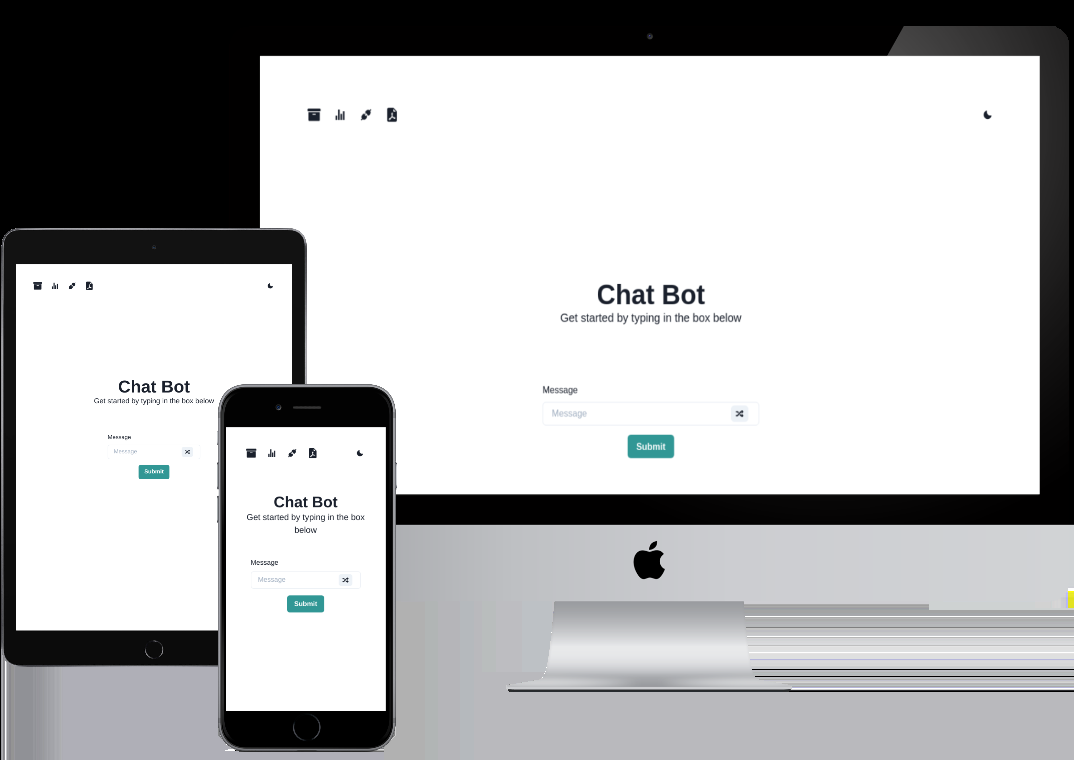 Chat Bot
Get started by typing in the box below
Message
Message
Submit
Chat Bot
Get started by typing in the box below
Message
Message
Submit
Chat Bot
Get started by typing in the box
below
Message
Message
Submit